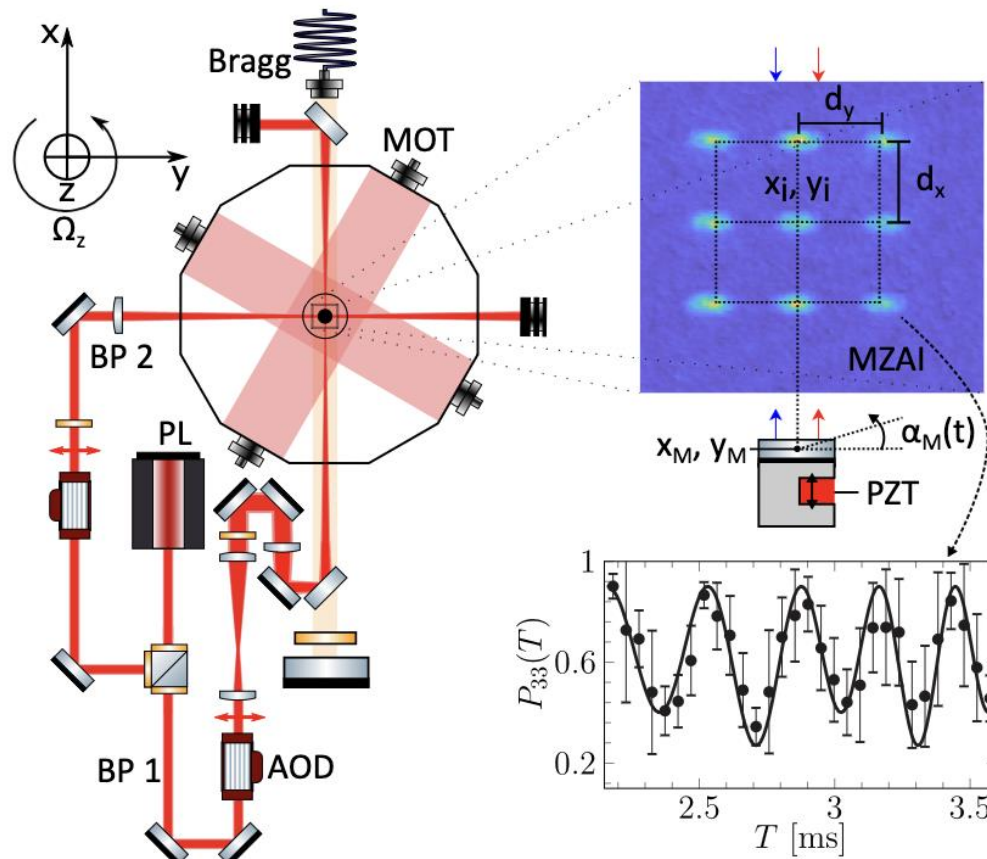 x
Bragg
MOT
z
y
Ω_z
BP 2
PL
BP 1
AOD
d_y
x_i, y_i
d_x
MZAI
x_M, y_M
α_M(t)
PZT
P_33(T)
1
0.6
0.2
2.5
3
3.5
T [ms]